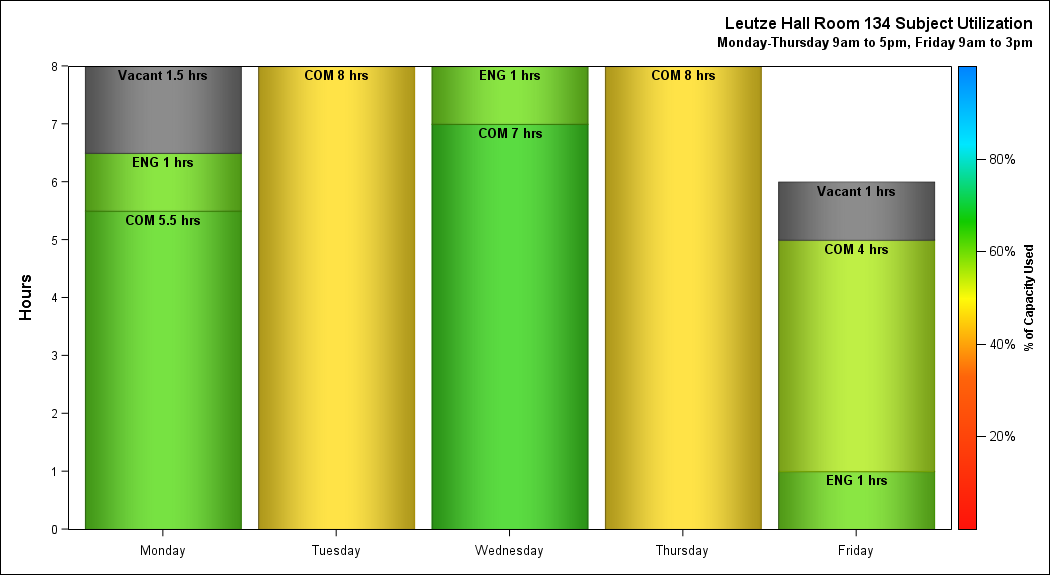 Leutze Hall Room 134 Subject Utilization
Monday-Thursday 9am to 5pm, Friday 9am to 3pm
Hours
8
7
6
5
4
3
2
1
0
Vacant 1.5 hrs
ENG 1 hrs
COM 5.5 hrs
COM 8 hrs
ENG 1 hrs
COM 7 hrs
COM 8 hrs
Vacant 1 hrs
COM 4 hrs
ENG 1 hrs
Monday
Tuesday
Wednesday
Thursday
Friday
80%
60%
40%
20%
% of Capacity Used